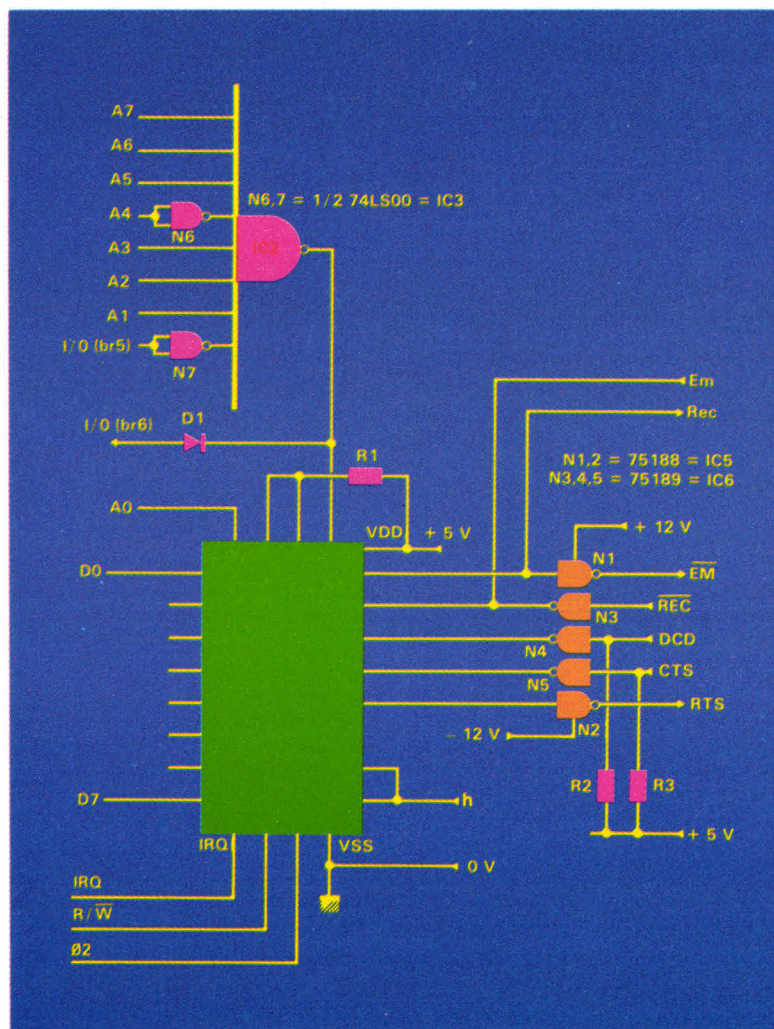 A7
A6
A5
N6,7 = 1/2 74LS00 = IC3
A4
N6
A3
IC2
A2
A1
I/O (br5)
N7
Em
I/O (br6)
D1
Rec
R1
N1,2 = 75188 = IC5
N3,4,5 = 75189 = IC6
A0
VDD
+ 5 V
+ 12 V
N1
D0
EM
N3
REC
N4
DCD
N5
CTS
RTS
N2
- 12 V
R2
R3
D7
h
+ 5 V
IRQ
VSS
0 V
IRQ
R/W
Ø2